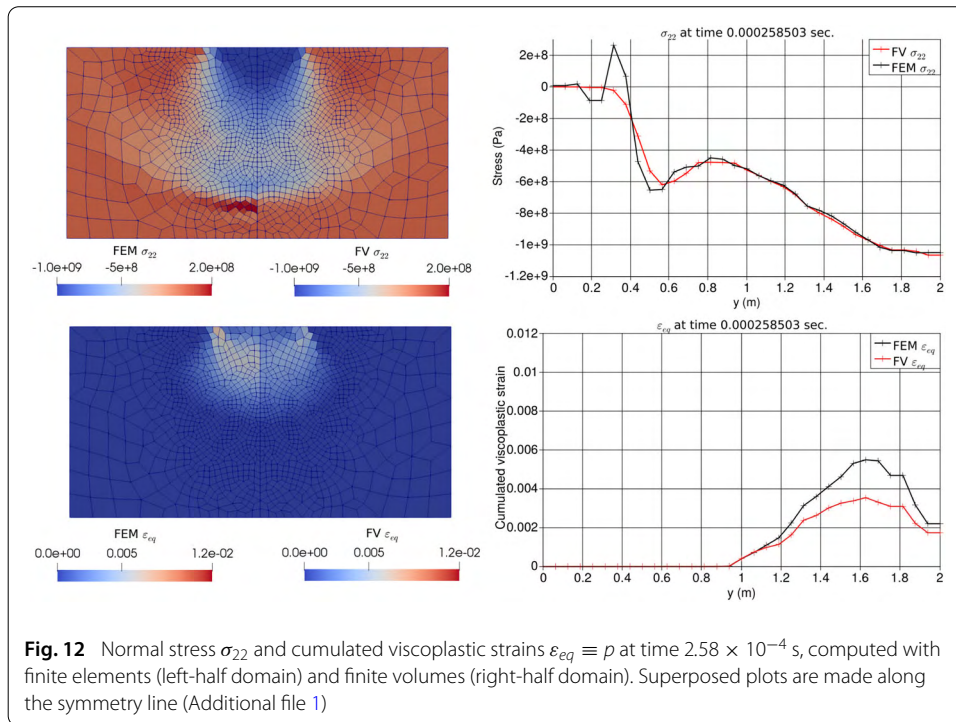 σ22 at time 0.000258503 sec.
FV σ22
FEM σ22
2e+8
0
-2e+8
-4e+8
-6e+8
-8e+8
-1e+9
-1.2e+9
Stress (Pa)
0 0.2 0.4 0.6 0.8 1 1.2 1.4 1.6 1.8 2
y (m)
FEM σ22
-1.0e+09 -5e+8 2.0e+08
FV σ22
-1.0e+09 -5e+8 2.0e+08
εeq at time 0.000258503 sec.
FEM εeq
FV εeq
0.012
0.01
0.008
0.006
0.004
0.002
0
Cumulated viscoplastic strain
0 0.2 0.4 0.6 0.8 1 1.2 1.4 1.6 1.8 2
y (m)
FEM εeq
0.0e+00 0.005 1.2e-02
FV εeq
0.0e+00 0.005 1.2e-02
Fig. 12 Normal stress σ22 and cumulated viscoplastic strains εeq ≡ p at time 2.58 × 10−4 s, computed with
finite elements (left-half domain) and finite volumes (right-half domain). Superposed plots are made along
the symmetry line (Additional file 1)